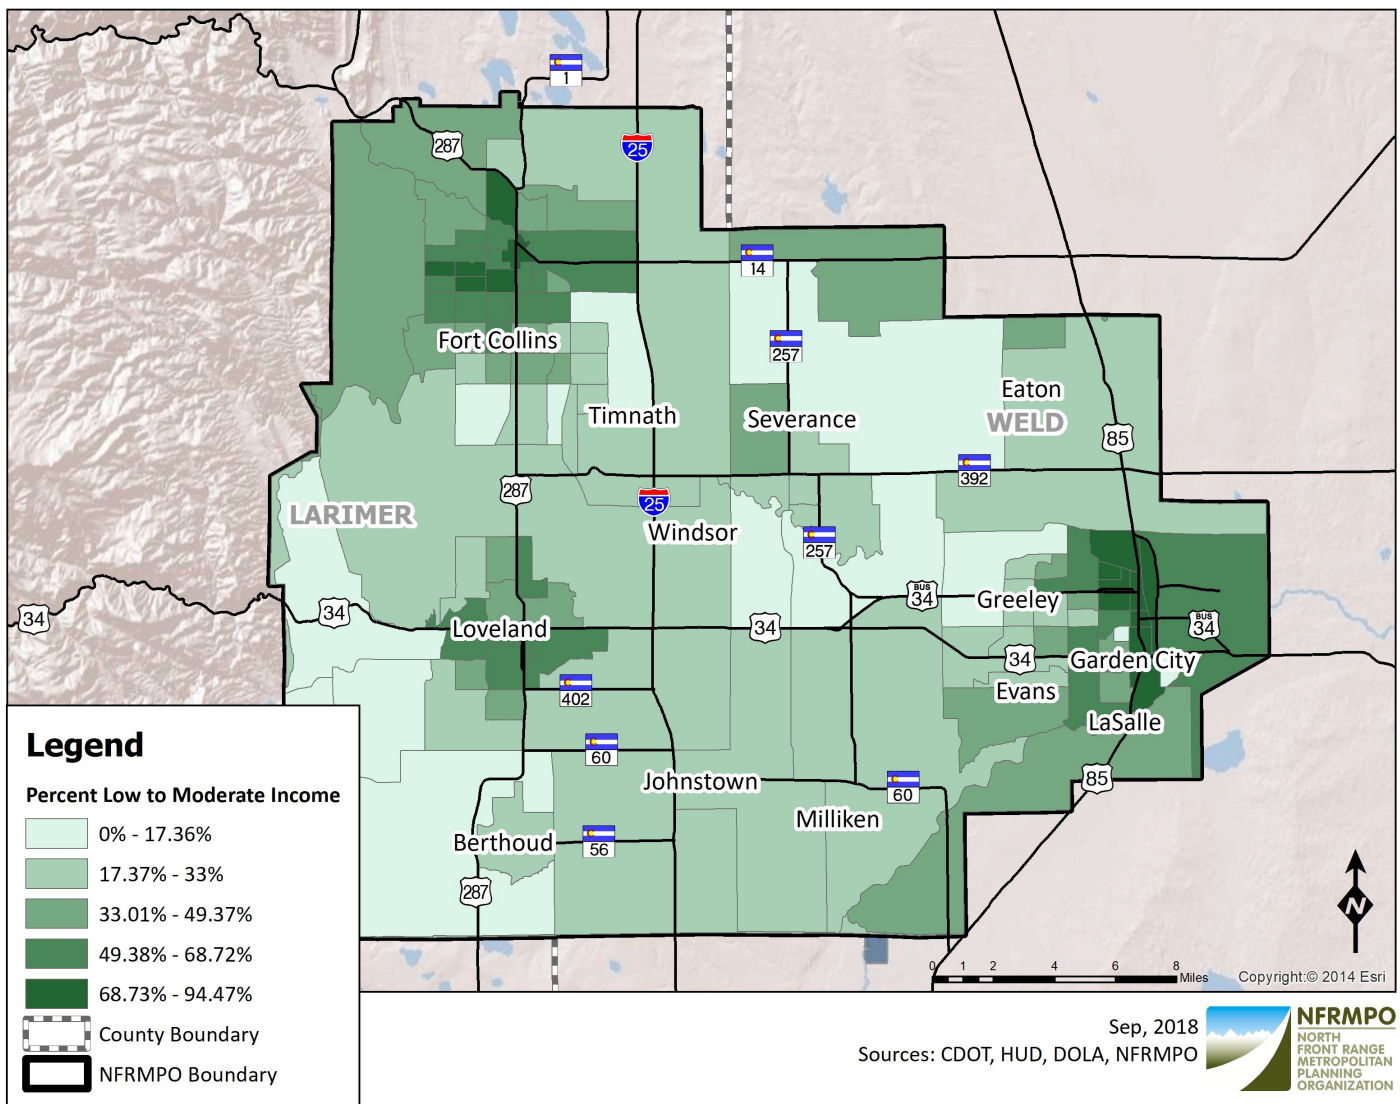 1
287
25
14
Fort Collins
257
Eaton
Timnath
Severance
WELD
85
392
287
25
LARIMER
Windsor
257
BUS
34
Greeley
34
34
Loveland
34
BUS
34
34
Garden City
402
Evans
LaSalle
60
Johnstown
85
60
Milliken
Berthoud
56
287
Legend
Percent Low to Moderate Income
0% - 17.36%
17.37% - 33%
33.01% - 49.37%
49.38% - 68.72%
68.73% - 94.47%
County Boundary
NFRMPO Boundary
N
0 1 2 4 6 8
Miles
Copyright:© 2014 Esri
Sep, 2018
Sources: CDOT, HUD, DOLA, NFRMPO
NFRMPO
NORTH
FRONT RANGE
METROPOLITAN
PLANNING
ORGANIZATION